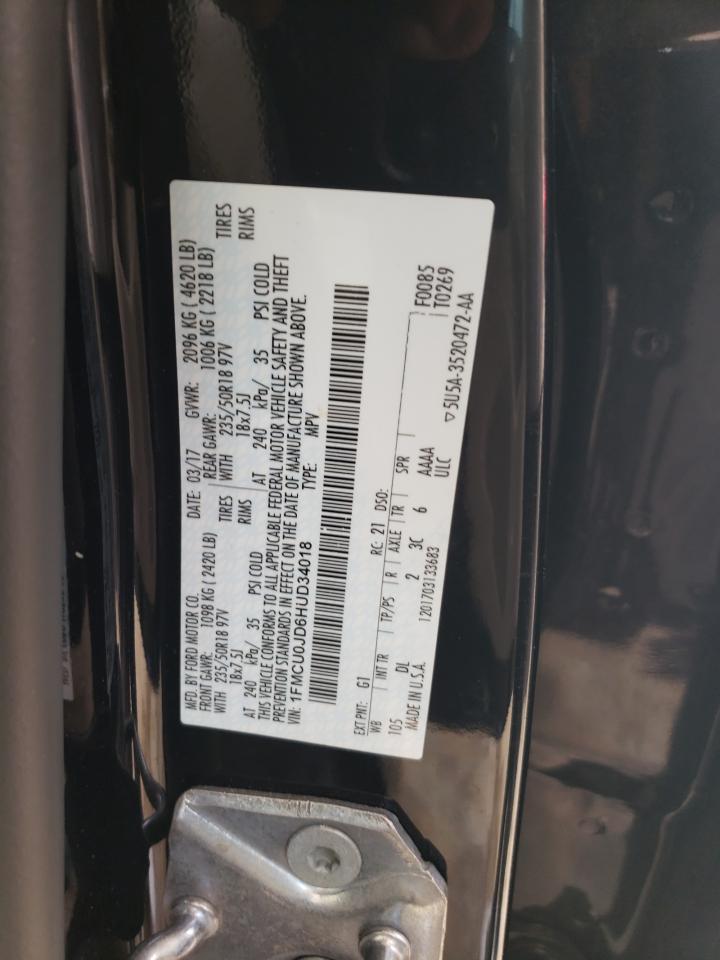 MFD. BY FORD MOTOR CO.
DATE: 03/17 GVWR: 2096 KG ( 4620 LB)
FRONT GAWR: 1098 KG ( 2420 LB) REAR GAWR: 1006 KG ( 2218 LB)
WITH 235/50R18 97V TIRES WITH 235/50R18 97V TIRES
18x7.5J RIMS 18x7.5J RIMS
AT 240 kPa/ 35 PSI COLD AT 240 kPa/ 35 PSI COLD
THIS VEHICLE CONFORMS TO ALL APPLICABLE FEDERAL MOTOR VEHICLE SAFETY AND THEFT
PREVENTION STANDARDS IN EFFECT ON THE DATE OF MANUFACTURE SHOWN ABOVE.
VIN: 1FMCU0JD6HUD34018 TYPE: MPV
EXT PNT: G1 RC: 21 DSO: F0085
WB INT TR TP/PS R AXLE TR SPR T0269
105 DL 2 3C 6 AAAA
MADE IN U.S.A. 1201703133683 ULC ▽5U5A-3520472-AA